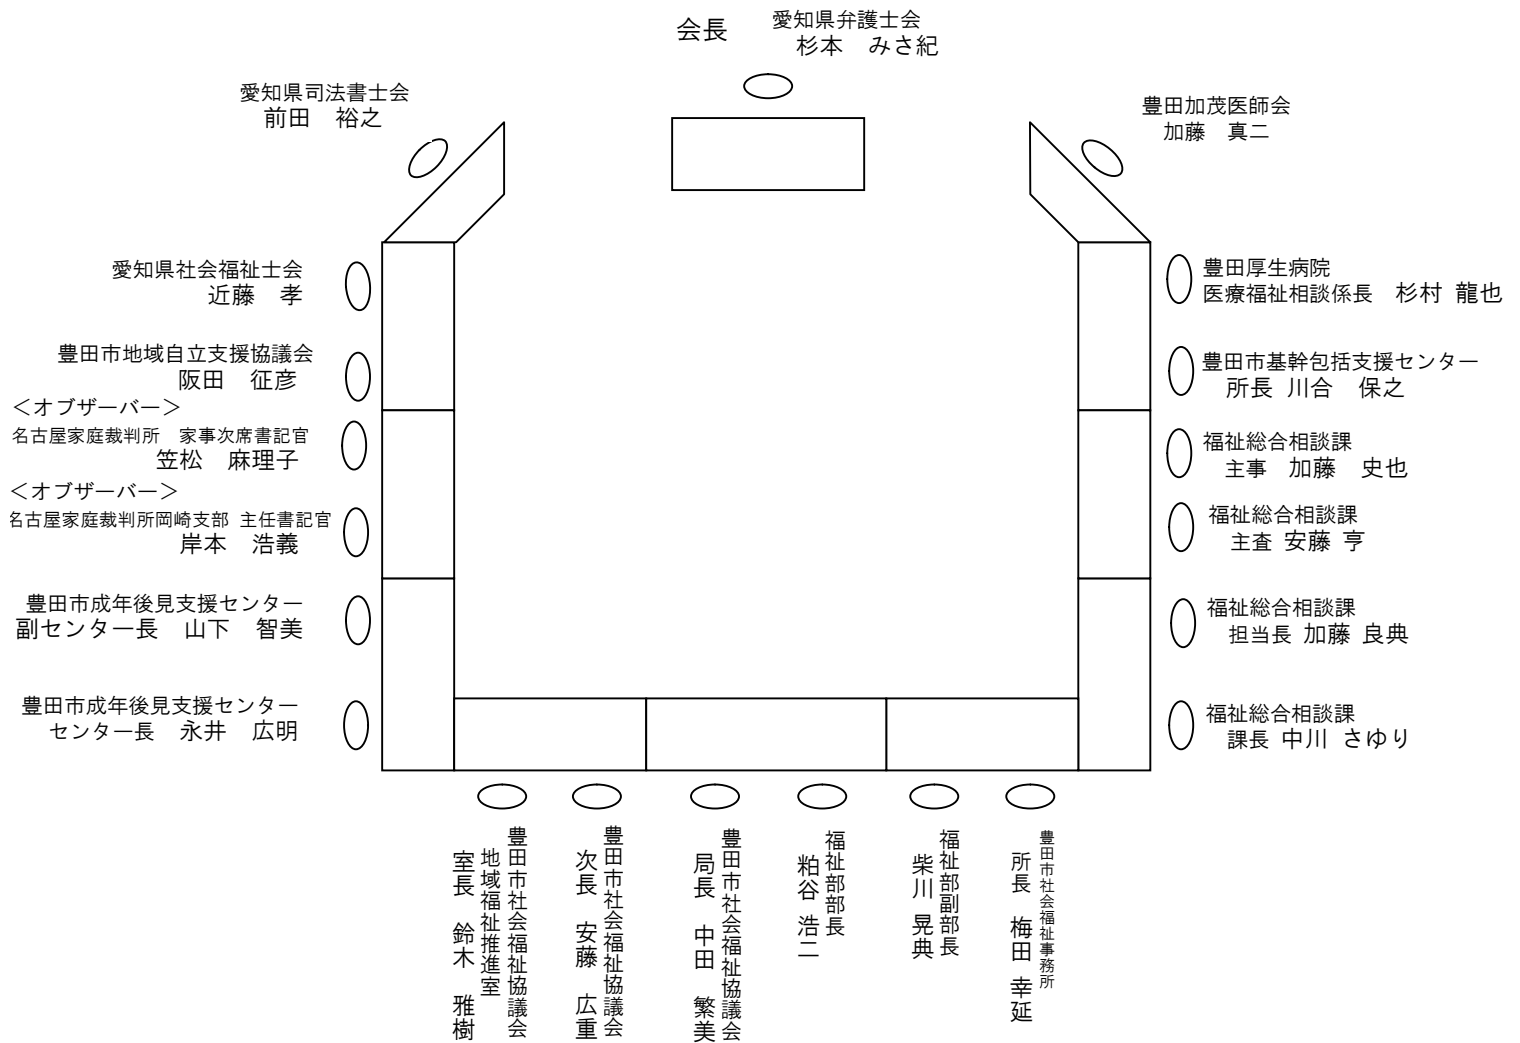 会長
愛知県弁護士会
杉本　みさ紀
愛知県司法書士会
前田　裕之
豊田加茂医師会
加藤　真二
愛知県社会福祉士会
近藤　孝
豊田市地域自立支援協議会
阪田　征彦
＜オブザーバー＞
名古屋家庭裁判所　家事次席書記官
笠松　麻理子
＜オブザーバー＞
名古屋家庭裁判所岡崎支部 主任書記官
岸本　浩義
豊田市成年後見支援センター
副センター長　山下　智美
豊田市成年後見支援センター
センター長　永井　広明
豊田厚生病院
医療福祉相談係長　杉村 龍也
豊田市基幹包括支援センター
所長 川合　保之
福祉総合相談課
主事　加藤　史也
福祉総合相談課
主査 安藤 亨
福祉総合相談課
担当長 加藤 良典
福祉総合相談課
課長 中川 さゆり
豊田市社会福祉協議会
地域福祉推進室
室長　鈴木　雅樹
豊田市社会福祉協議会
次長　安藤　広重
豊田市社会福祉協議会
局長　中田　繁美
福祉部部長
粕谷 浩二
福祉部副部長
柴川 晃典
豊田市社会福祉事務所
所長　梅田 幸延